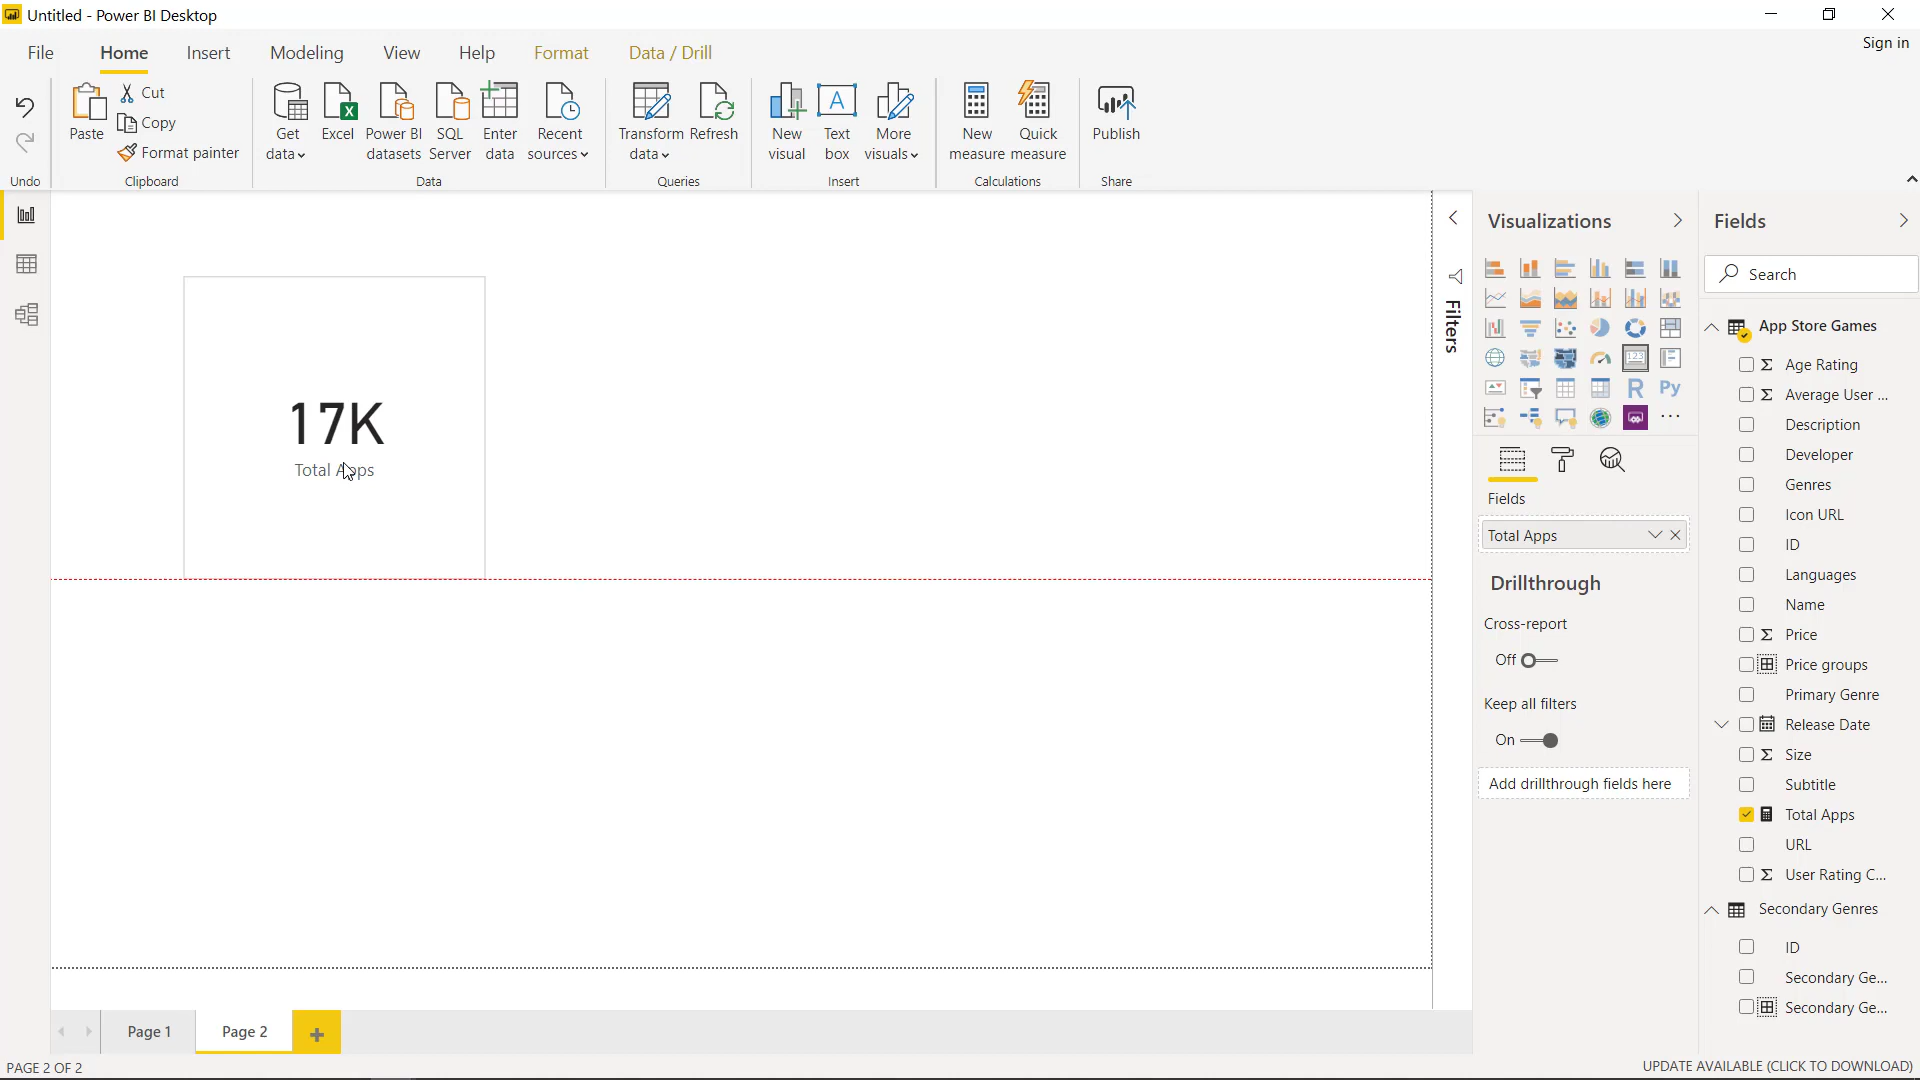 Untitled - Power BI Desktop
Sign in
File Home Insert Modeling View Help Format Data / Drill
Paste
Cut
Copy
Format painter
Get data
Excel
Power BI datasets
SQL Server
Enter data
Recent sources
Transform data
Refresh
New visual
Text box
More visuals
New measure
Quick measure
Publish
Undo
Clipboard
Data
Queries
Insert
Calculations
Share
17K
Total Apps
Filters
Visualizations
123
R
Py
Fields
Total Apps
Drillthrough
Cross-report
Off
Keep all filters
On
Add drillthrough fields here
Fields
Search
App Store Games
Age Rating
Average User ...
Description
Developer
Genres
Icon URL
ID
Languages
Name
Price
Price groups
Primary Genre
Release Date
Size
Subtitle
Total Apps
URL
User Rating C...
Secondary Genres
ID
Secondary Ge...
Secondary Ge...
Page 1
Page 2
PAGE 2 OF 2
UPDATE AVAILABLE (CLICK TO DOWNLOAD)